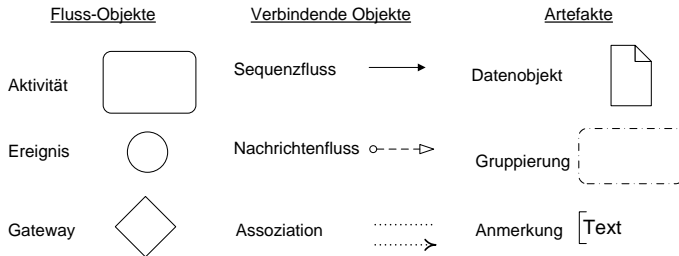 Fluss-Objekte
Verbindende Objekte
Artefakte
Aktivität
Sequenzfluss
Datenobjekt
Ereignis
Nachrichtenfluss
Gruppierung
Gateway
Assoziation
Anmerkung
Text